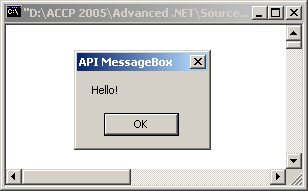 "D:\ACCP 2005\Advanced .NET\Source...
API MessageBox
Hello!
OK